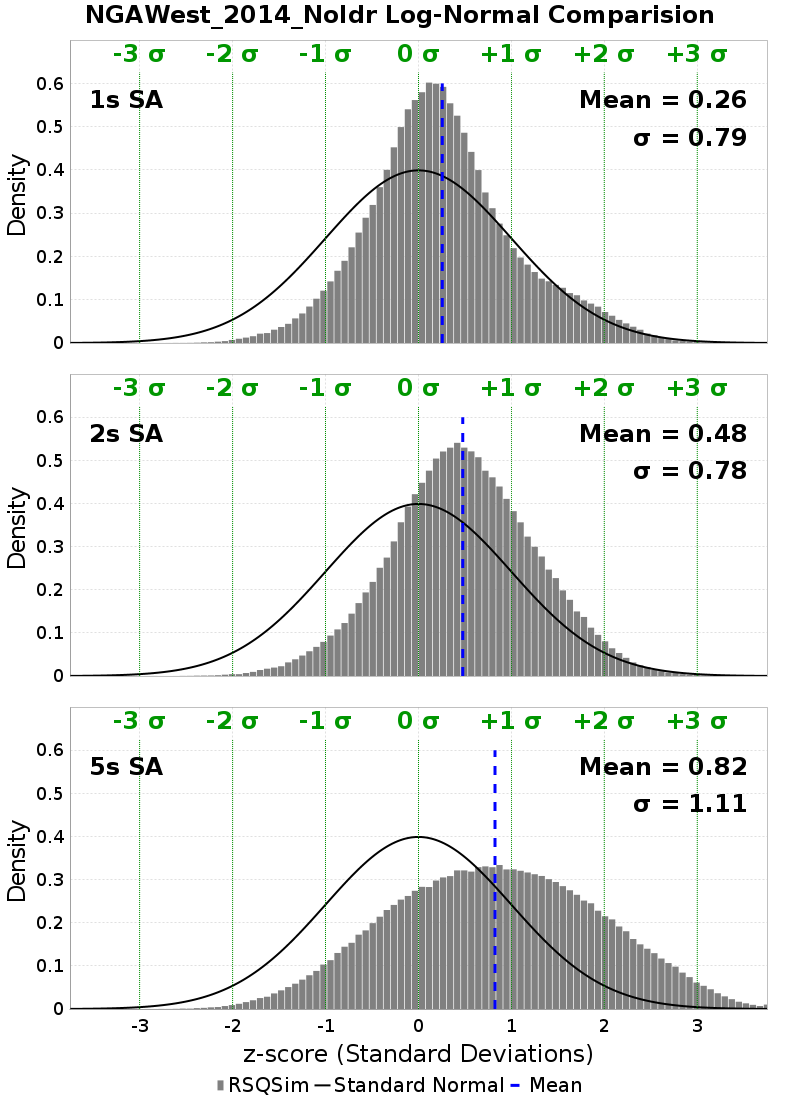 NGAWest_2014_NoIdr Log-Normal Comparision
-3 σ -2 σ -1 σ 0 σ +1 σ +2 σ +3 σ
1s SA
Mean = 0.26
σ = 0.79
Density
0.6
0.5
0.4
0.3
0.2
0.1
0
-3 σ -2 σ -1 σ 0 σ +1 σ +2 σ +3 σ
2s SA
Mean = 0.48
σ = 0.78
Density
0.6
0.5
0.4
0.3
0.2
0.1
0
-3 σ -2 σ -1 σ 0 σ +1 σ +2 σ +3 σ
5s SA
Mean = 0.82
σ = 1.11
Density
0.6
0.5
0.4
0.3
0.2
0.1
0
-3 -2 -1 0 1 2 3
z-score (Standard Deviations)
RSQSim Standard Normal Mean